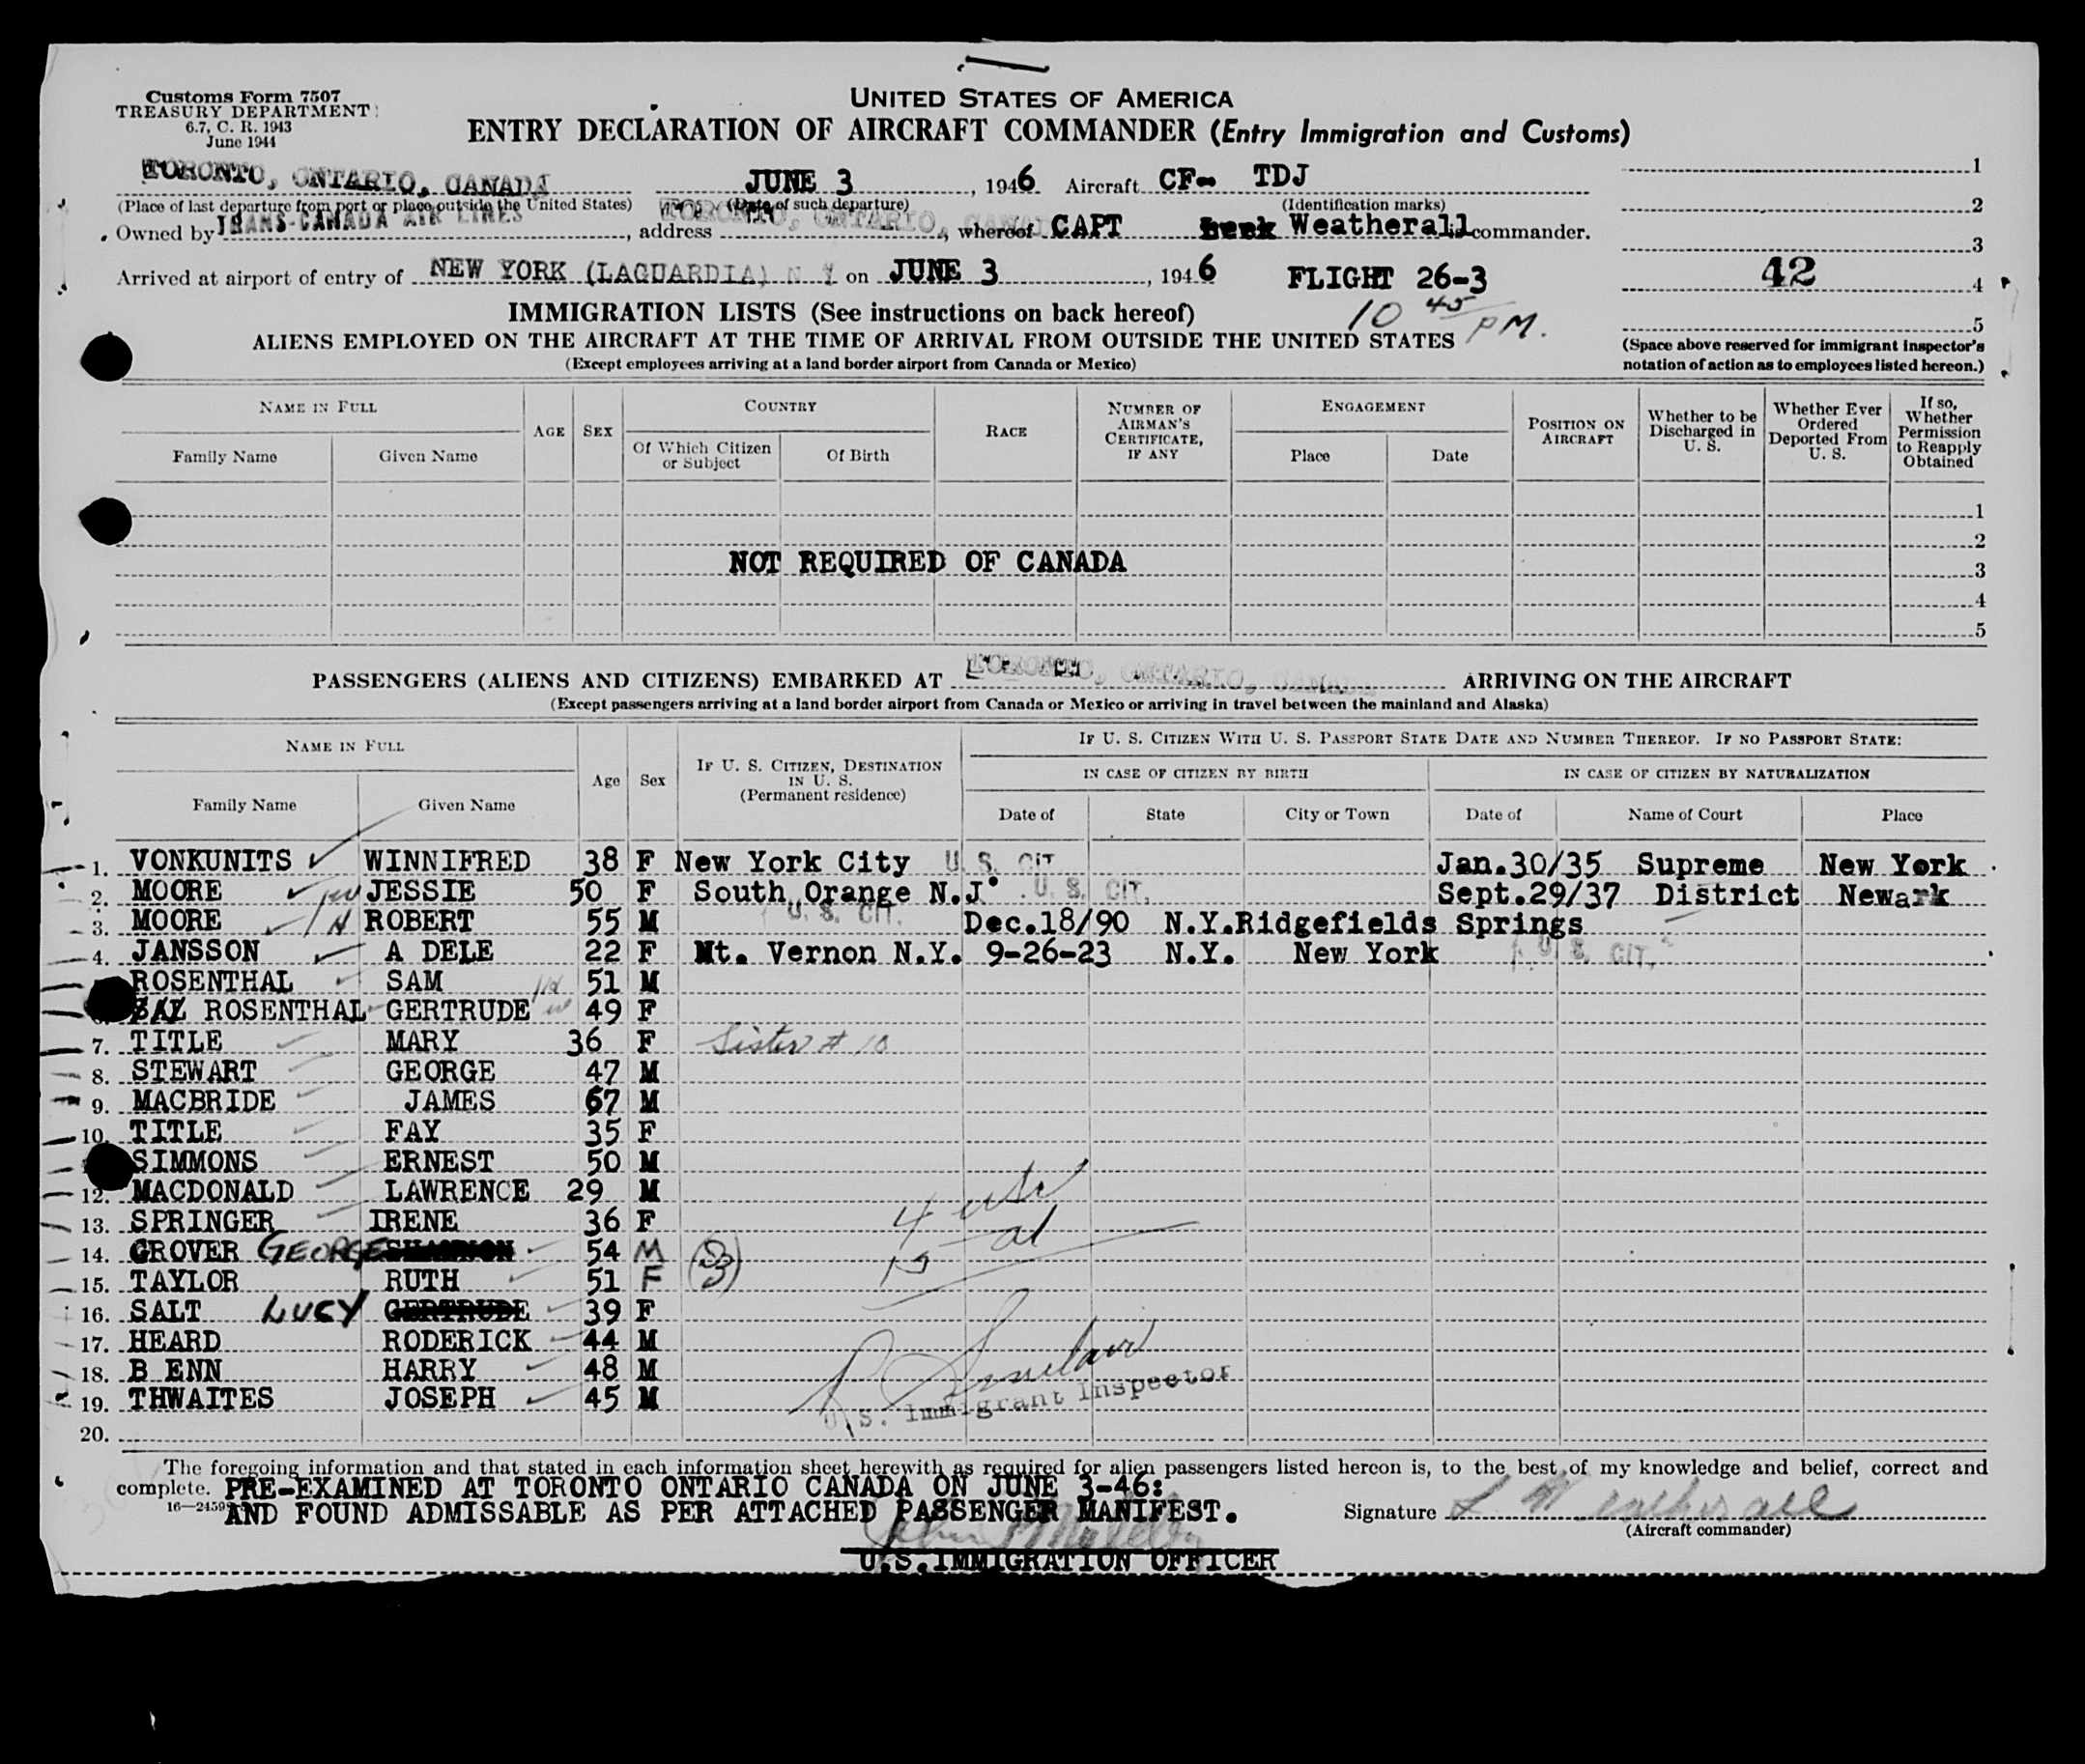 Customs Form 7507
TREASURY DEPARTMENT
6.7, C. R. 1943
June 1944
UNITED STATES OF AMERICA
ENTRY DECLARATION OF AIRCRAFT COMMANDER (Entry Immigration and Customs)
TORONTO, ONTARIO, CANADA JUNE 3, 1946 Aircraft CF- TDJ
(Place of last departure from port or place outside the United States) (Date of such departure) (Identification marks)
Owned by TRANS-CANADA AIR LINES, address TORONTO, ONTARIO, CANADA, whereof CAPT Weatherall is commander.
Arrived at airport of entry of NEW YORK (LAGUARDIA) N Y on JUNE 3, 1946 FLIGHT 26-3
10 45 PM.
1
2
3
42 4
5
(Space above reserved for immigrant inspector's notation of action as to employees listed hereon.)
IMMIGRATION LISTS (See instructions on back hereof)
ALIENS EMPLOYED ON THE AIRCRAFT AT THE TIME OF ARRIVAL FROM OUTSIDE THE UNITED STATES
(Except employees arriving at a land border airport from Canada or Mexico)
NAME IN FULL
Family Name Given Name
AGE SEX
COUNTRY
Of Which Citizen or Subject Of Birth
RACE
NUMBER OF AIRMAN'S CERTIFICATE, IF ANY
ENGAGEMENT
Place Date
POSITION ON AIRCRAFT
Whether to be Discharged in U. S.
Whether Ever Ordered Deported From U. S.
If so, Whether Permission to Reapply Obtained
1
2
NOT REQUIRED OF CANADA 3
4
5
PASSENGERS (ALIENS AND CITIZENS) EMBARKED AT TORONTO, ONTARIO, CANADA ARRIVING ON THE AIRCRAFT
(Except passengers arriving at a land border airport from Canada or Mexico or arriving in travel between the mainland and Alaska)
NAME IN FULL
Family Name Given Name
Age Sex
IF U. S. CITIZEN, DESTINATION IN U. S. (Permanent residence)
IF U. S. CITIZEN WITH U. S. PASSPORT STATE DATE AND NUMBER THEREOF. IF NO PASSPORT STATE:
IN CASE OF CITIZEN BY BIRTH IN CASE OF CITIZEN BY NATURALIZATION
Date of State City or Town Date of Name of Court Place
1. VONKUNITS WINNIFRED 38 F New York City U. S. CIT. Jan.30/35 Supreme New York
2. MOORE JESSIE 50 F South Orange N.J. U. S. CIT. Sept.29/37 District Newark
3. MOORE ROBERT 55 M U. S. CIT. Dec.18/90 N.Y. Ridgefields Springs
4. JANSSON A DELE 22 F Mt. Vernon N.Y. 9-26-23 N.Y. New York U. S. CIT.
ROSENTHAL SAM 51 M
ROSENTHAL GERTRUDE 49 F
7. TITLE MARY 36 F Sister # 10
8. STEWART GEORGE 47 M
9. MACBRIDE JAMES 67 M
10. TITLE FAY 35 F
SIMMONS ERNEST 50 M
12. MACDONALD LAWRENCE 29 M
13. SPRINGER IRENE 36 F
14. GROVER GEORGE 54 M
15. TAYLOR RUTH 51 F
16. SALT LUCY GERTRUDE 39 F
17. HEARD RODERICK 44 M
18. B ENN HARRY 48 M
19. THWAITES JOSEPH 45 M
20.
4 usc
15 al
U. S. Immigrant Inspector
The foregoing information and that stated in each information sheet herewith as required for alien passengers listed hereon is, to the best of my knowledge and belief, correct and
complete. PRE-EXAMINED AT TORONTO ONTARIO CANADA ON JUNE 3-46:
AND FOUND ADMISSABLE AS PER ATTACHED PASSENGER MANIFEST.
Signature L Weatherall
(Aircraft commander)
U.S.IMMIGRATION OFFICER